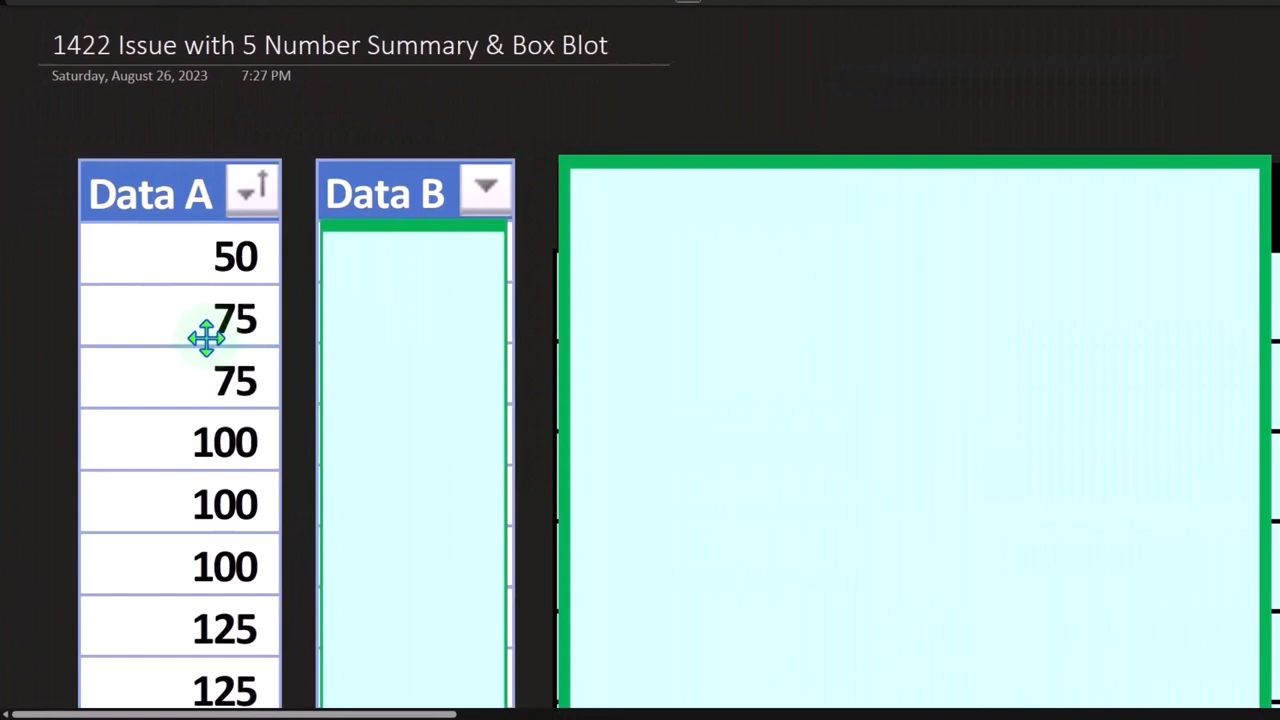 1422 Issue with 5 Number Summary & Box Blot
Saturday, August 26, 2023 7:27 PM
Data A Data B
50
75
75
100
100
100
125
125